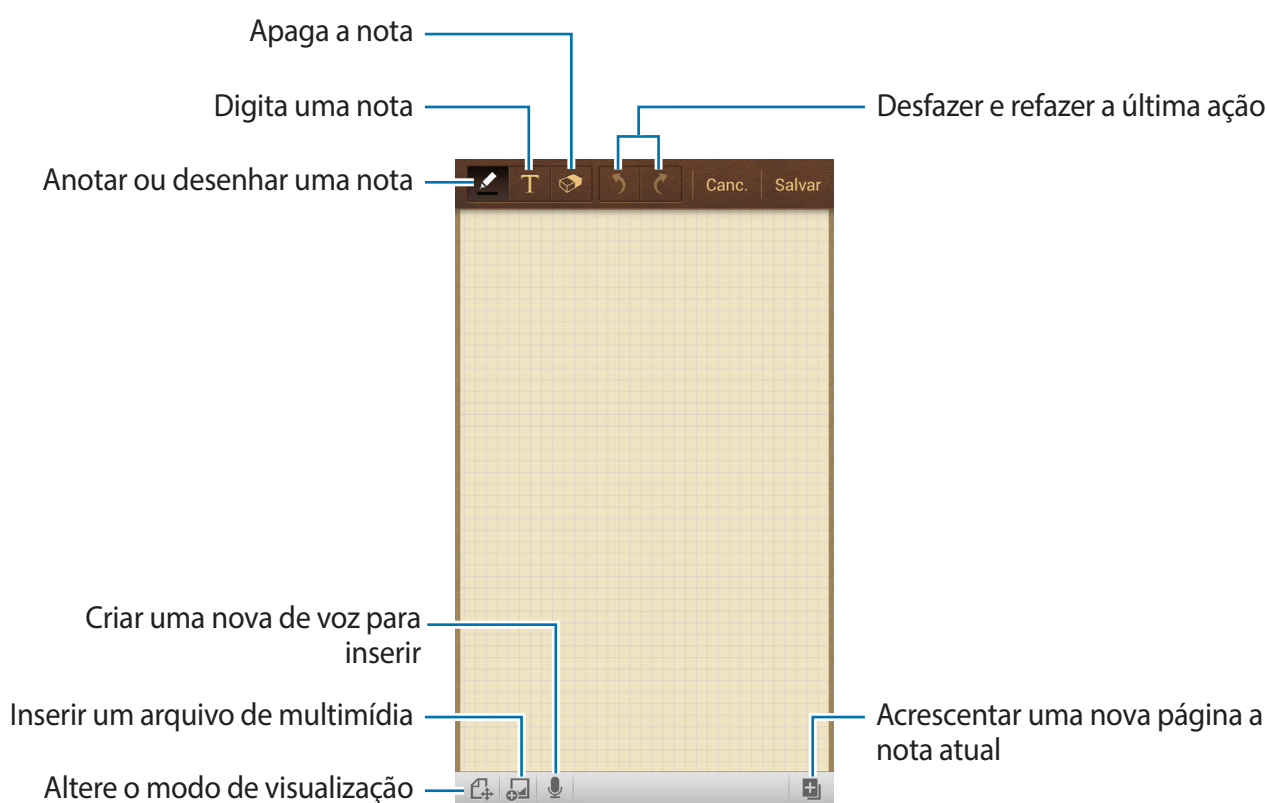 Apaga a nota
Digita uma nota
Desfazer e refazer a última ação
Anotar ou desenhar uma nota
T
Canc.
Salvar
Criar uma nova de voz para
inserir
Inserir um arquivo de multimídia
Acrescentar uma nova página a
nota atual
Altere o modo de visualização